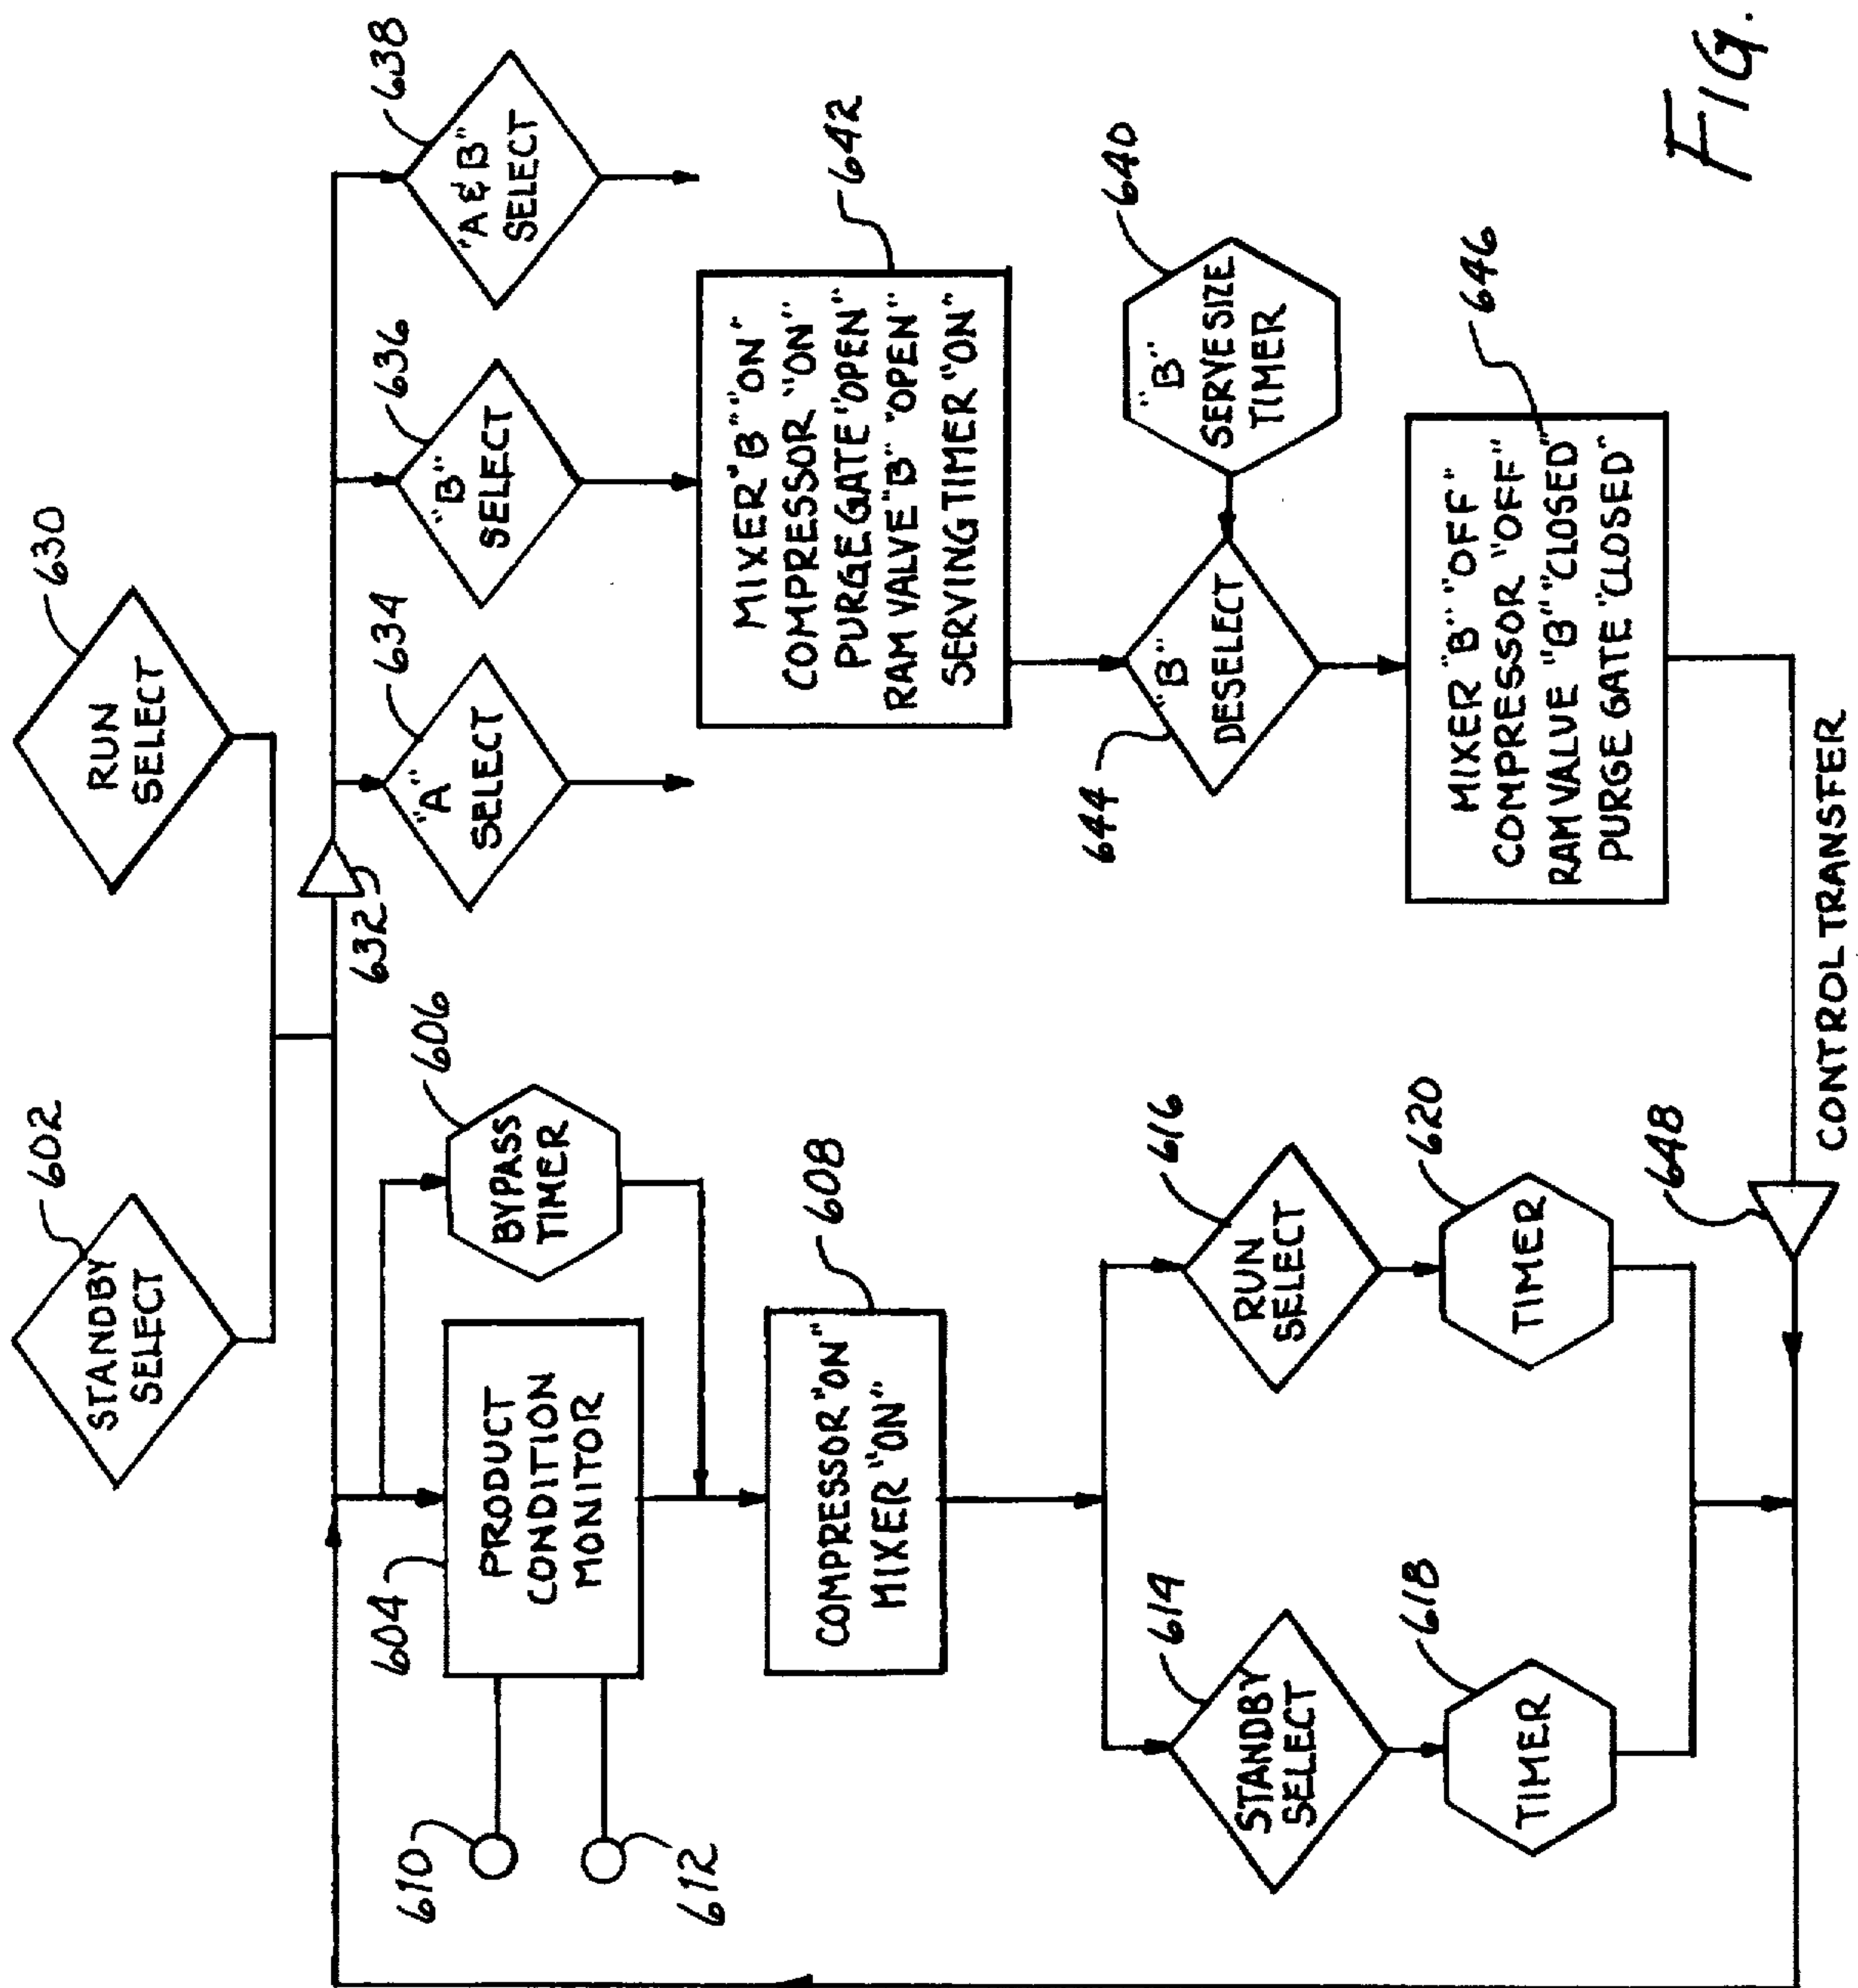 602
STANDBY
SELECT
630
RUN
SELECT
632
606
BYPASS
TIMER
604
PRODUCT
CONDITION
MONITOR
610
612
608
COMPRESSOR "ON"
MIXER "ON"
614
STANDBY
SELECT
616
RUN
SELECT
618
TIMER
620
TIMER
634
"A"
SELECT
636
"B"
SELECT
638
"A & B"
SELECT
642
MIXER "B" "ON"
COMPRESSOR "ON"
PURGE GATE "OPEN"
RAM VALVE "B" "OPEN"
SERVING TIMER "ON"
644
"B"
DESELECT
640
"B"
SERVE SIZE
TIMER
646
MIXER "B" "OFF"
COMPRESSOR "OFF"
RAM VALVE "B" "CLOSED"
PURGE GATE "CLOSED"
648
CONTROL TRANSFER
FIG.